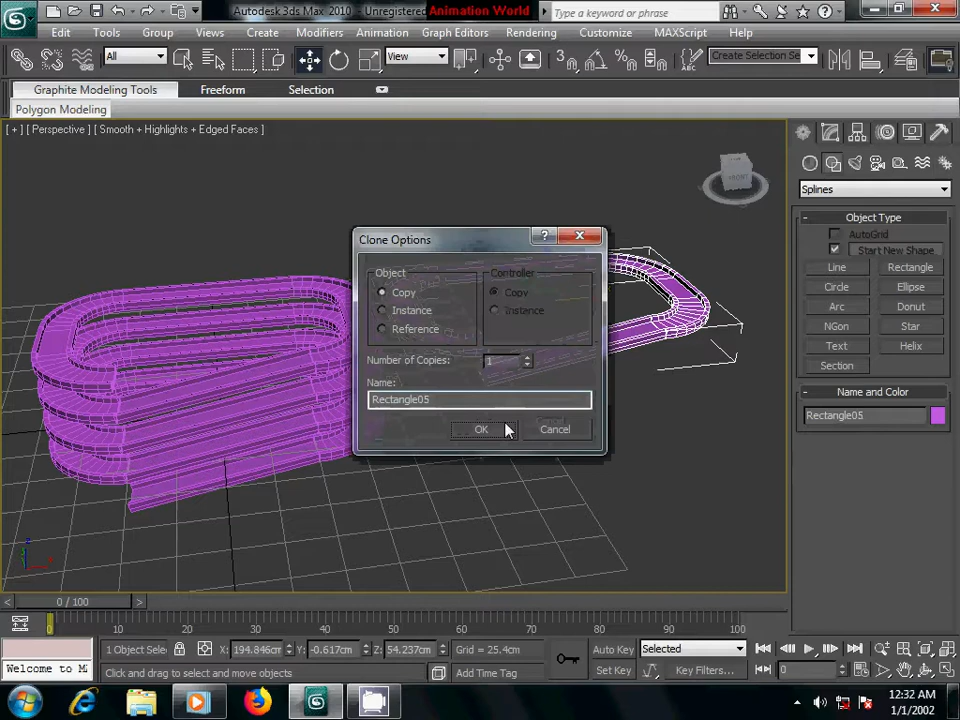 Autodesk 3ds Max 2010 - Unregistered Animation World
Type a keyword or phrase
Edit Tools Group Views Create Modifiers Animation Graph Editors Rendering Customize MAXScript Help
All View Create Selection Se
Graphite Modeling Tools Freeform Selection
Polygon Modeling
[ + ] [ Perspective ] [ Smooth + Highlights + Edged Faces ]
FRONT
Splines
Object Type
AutoGrid
Start New Shape
Line Rectangle
Circle Ellipse
Arc Donut
NGon Star
Text Helix
Section
Name and Color
Rectangle05
Clone Options
Object Controller
Copy Copy
Instance Instance
Reference
Number of Copies: 1
Name:
Rectangle05
OK Cancel
0 / 100
0 10 20 30 40 50 60 70 80 90 100
1 Object Selec X: 194.846cm Y: -0.617cm Z: 54.237cm Grid = 25.4cm Auto Key Selected
Welcome to M Click and drag to select and move objects Add Time Tag Set Key Key Filters... 0
12:32 AM
1/1/2002